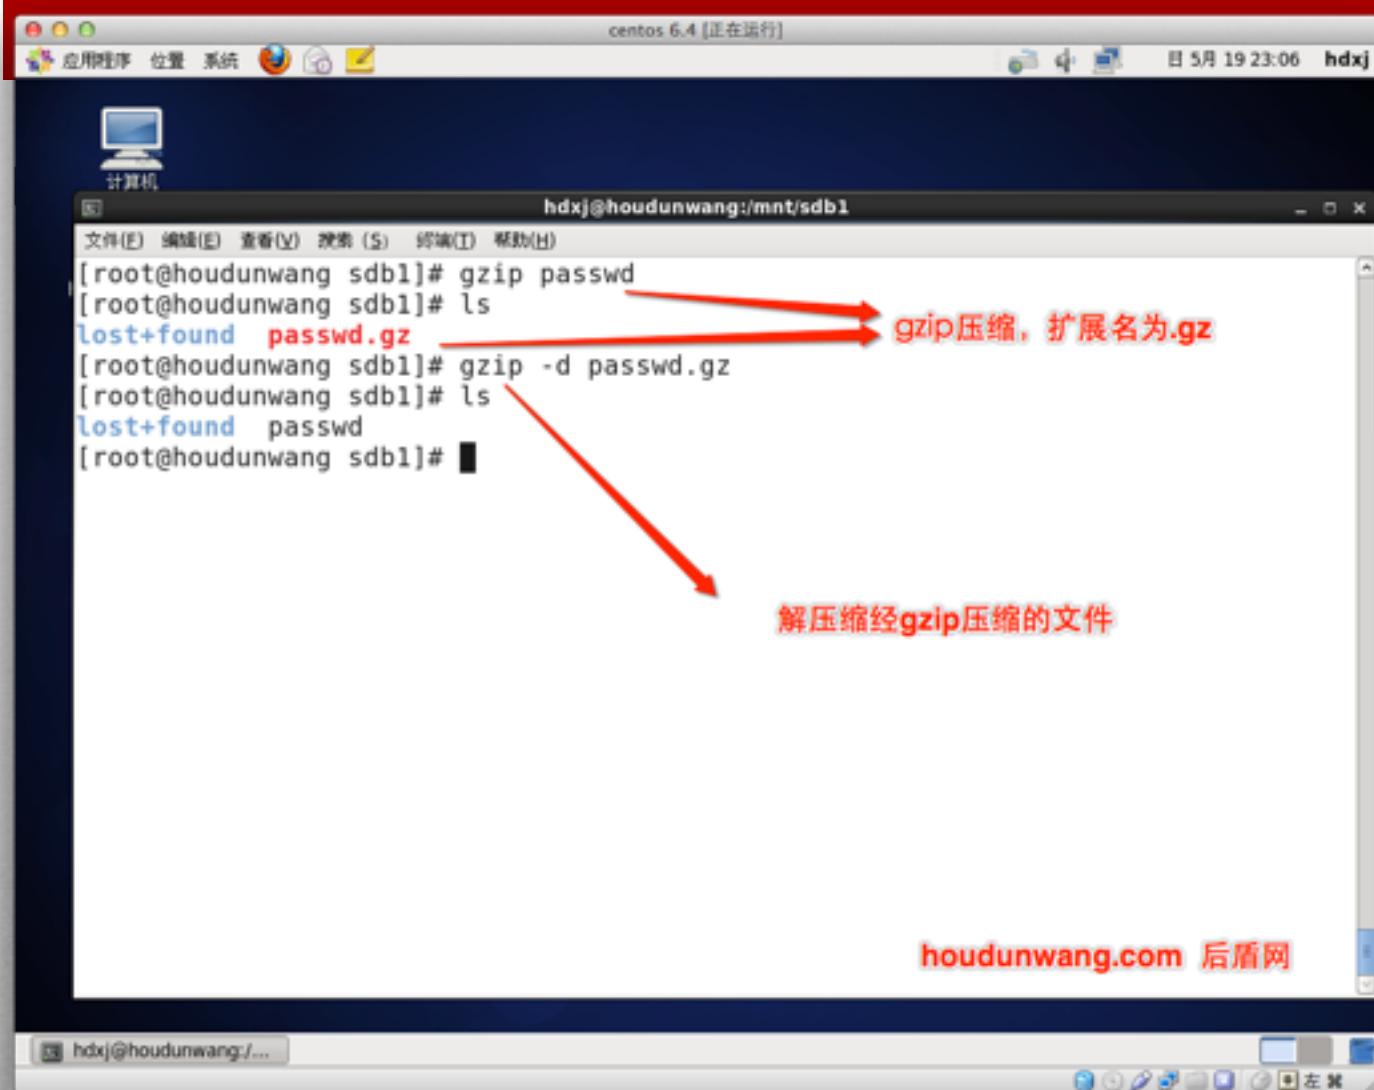 centos 6.4 [正在运行]
应用程序 位置 系统
日 5月 19 23:06 hdxj
计算机
hdxj@houdunwang:/mnt/sdb1
文件(F) 编辑(E) 查看(V) 搜索 (S) 终端(T) 帮助(H)
[root@houdunwang sdb1]# gzip passwd
[root@houdunwang sdb1]# ls
lost+found passwd.gz
gzip压缩，扩展名为.gz
[root@houdunwang sdb1]# gzip -d passwd.gz
[root@houdunwang sdb1]# ls
lost+found passwd
[root@houdunwang sdb1]#
解压缩经gzip压缩的文件
houdunwang.com 后盾网
hdxj@houdunwang:/...
左 ⌘